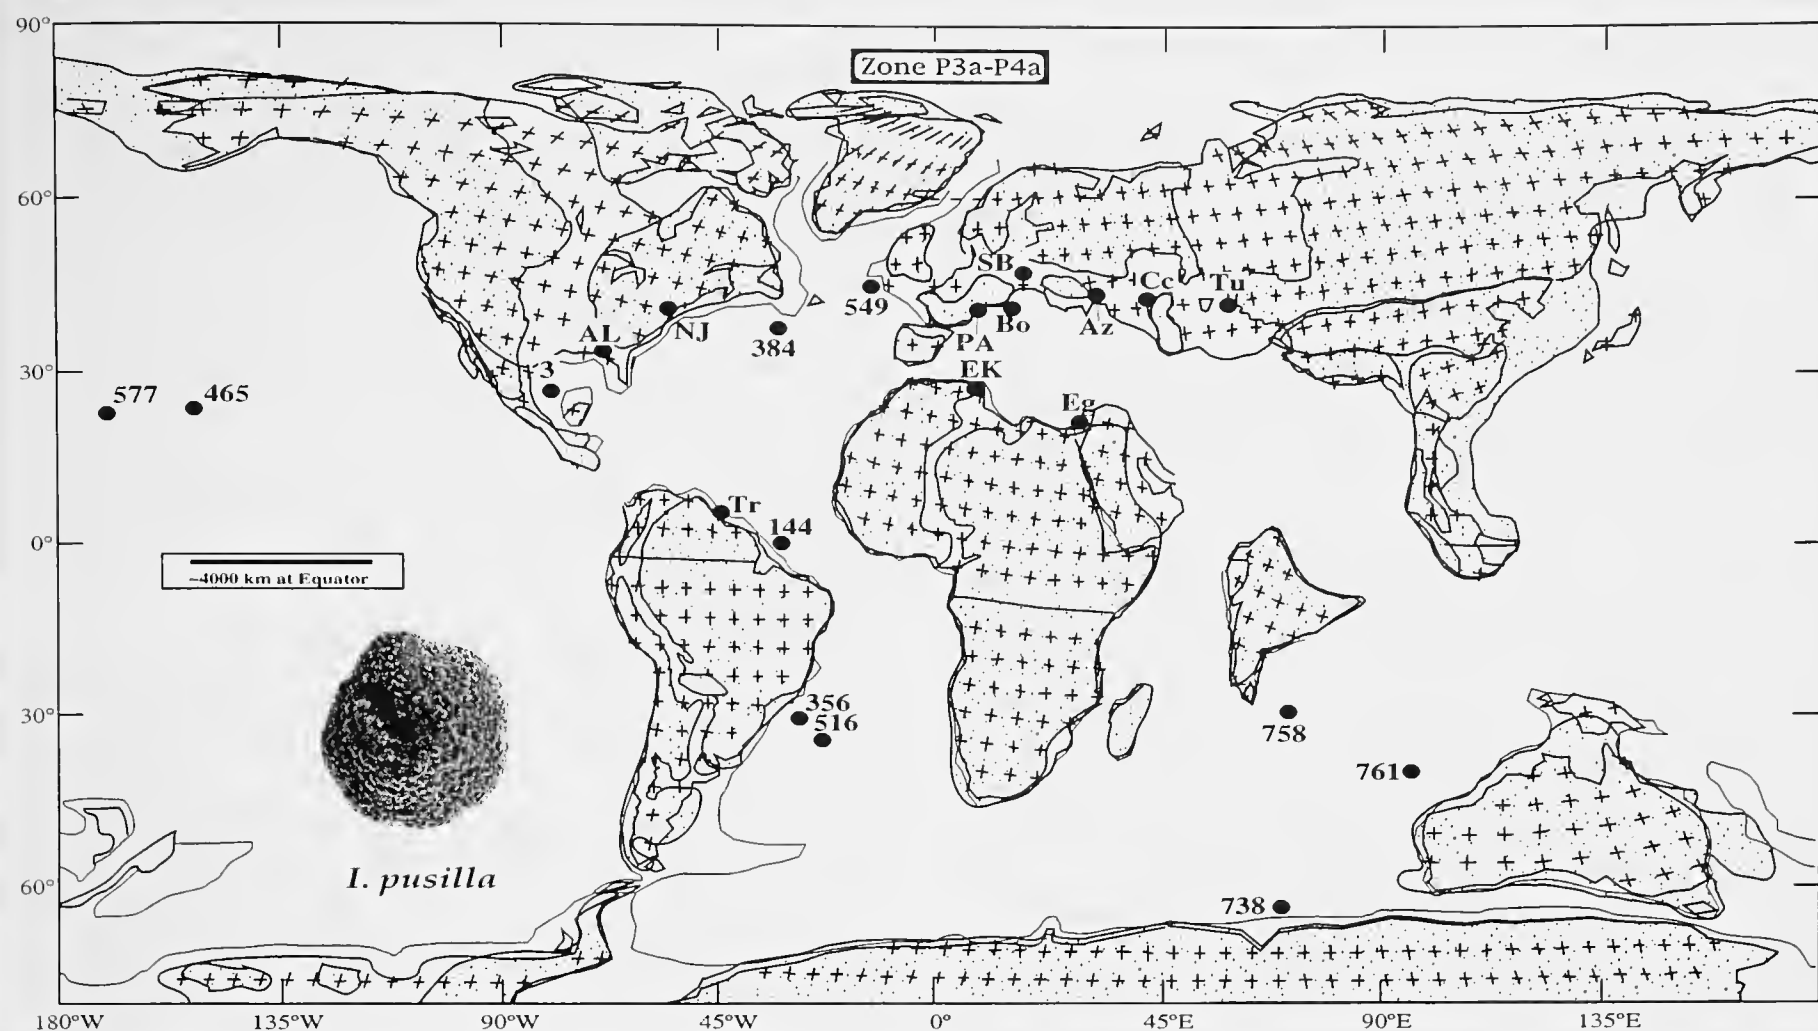 90°
Zone P3a-P4a
60°
SB
Cc
Tu
549
Bo
Az
AL
NJ
384
PA
30°
3
EK
577
465
Eg
Tr
144
0°
~4000 km at Equator
356
516
30°
758
761
I. pusilla
60°
738
180°W
135°W
90°W
45°W
0°
45°E
90°E
135°E